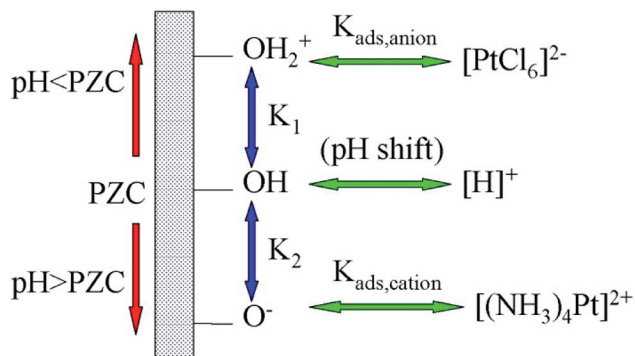 OH₂⁺
K_ads,anion
[PtCl₆]²⁻
pH<PZC
K₁
(pH shift)
PZC
OH
[H]⁺
K₂
pH>PZC
K_ads,cation
O⁻
[(NH₃)₄Pt]²⁺